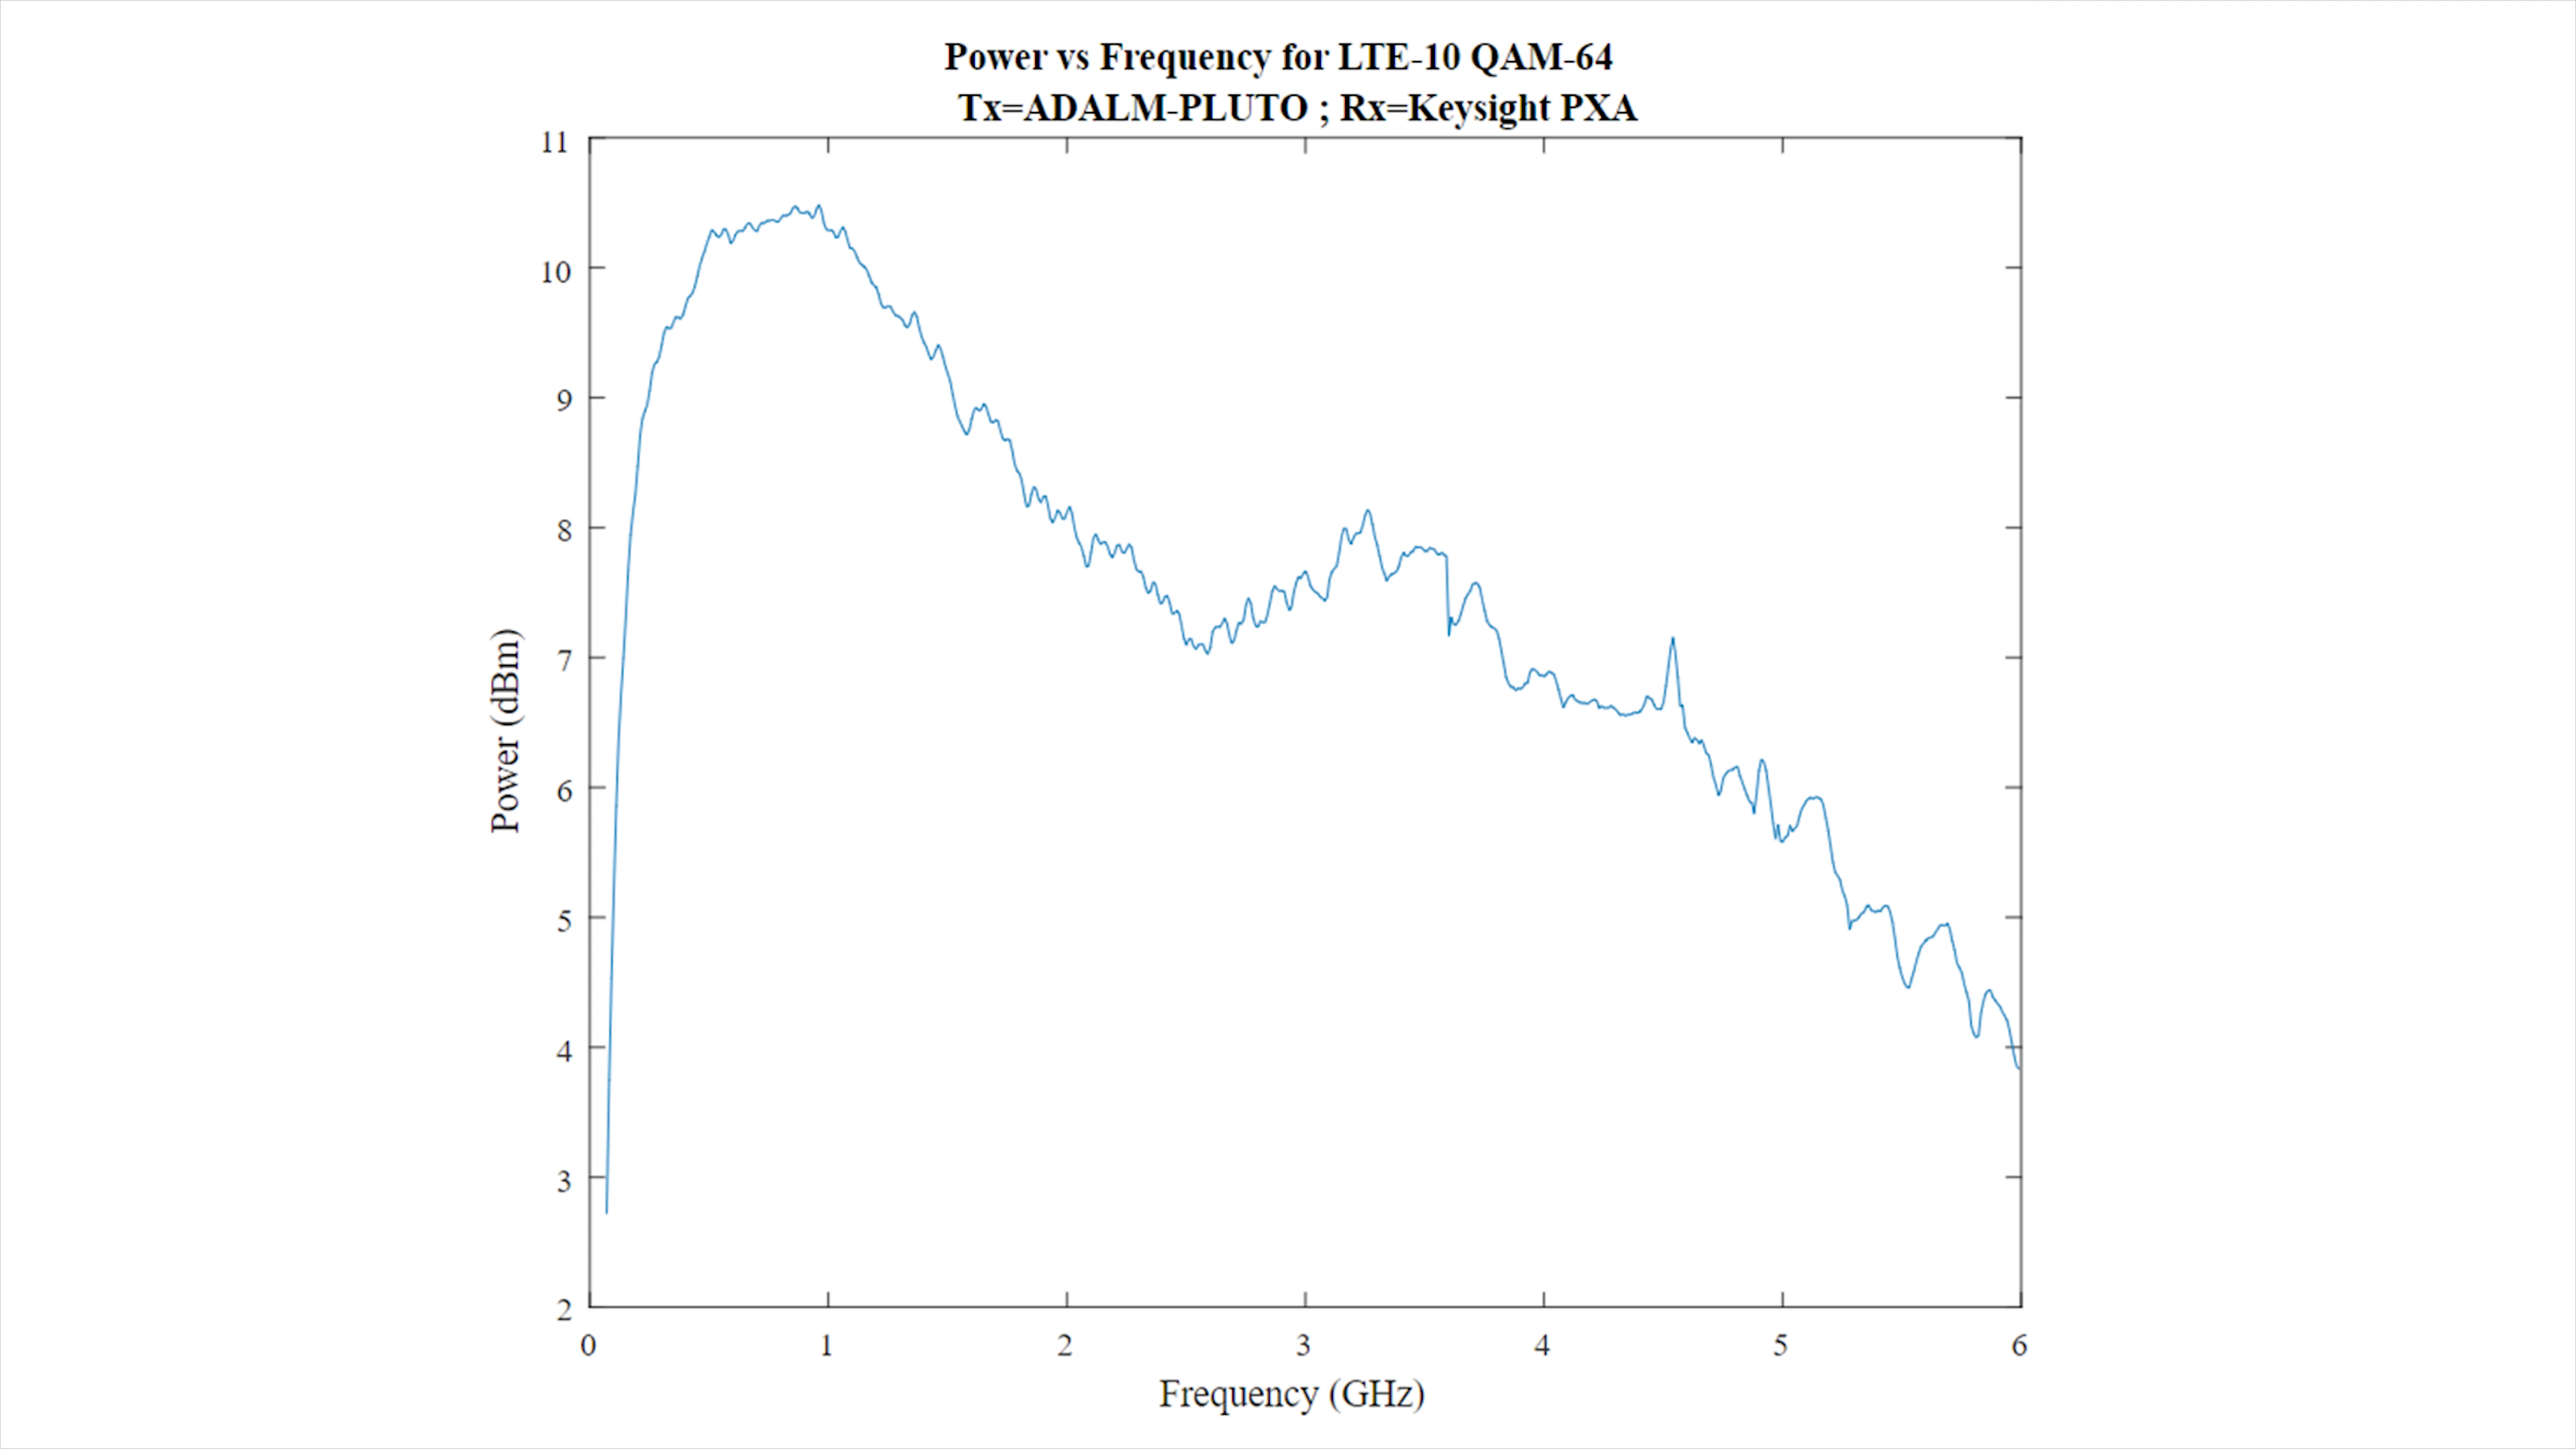 Power vs Frequency for LTE-10 QAM-64
Tx=ADALM-PLUTO ; Rx=Keysight PXA
11
10
9
8
7
6
5
4
3
2
Power (dBm)
0 1 2 3 4 5 6
Frequency (GHz)